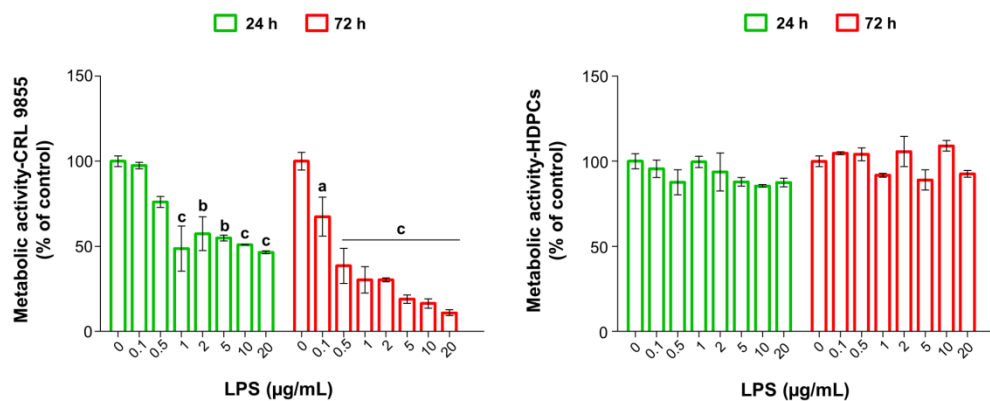 24 h 72 h
Metabolic activity-CRL 9855
(% of control)
150
100
50
0
c b b c c
a
c
0 0.1 0.5 1 2 5 10 20 0 0.1 0.5 1 2 5 10 20
LPS (µg/mL)
24 h 72 h
Metabolic activity-HDPCs
(% of control)
150
100
50
0
0 0.1 0.5 1 2 5 10 20 0 0.1 0.5 1 2 5 10 20
LPS (µg/mL)